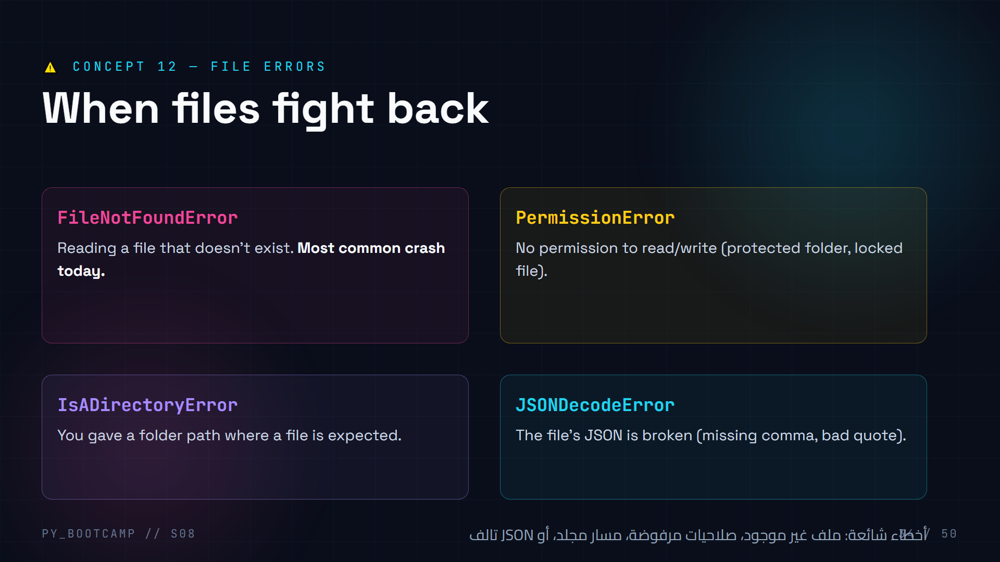 ⚠ CONCEPT 12 — FILE ERRORS
When files fight back
FileNotFoundError
Reading a file that doesn’t exist. Most common crash
today.
PermissionError
No permission to read/write (protected folder, locked
file).
IsADirectoryError
You gave a folder path where a file is expected.
JSONDecodeError
The file’s JSON is broken (missing comma, bad quote).
PY_BOOTCAMP // S08
أخطاء شائعة: ملف غير موجود، صلاحيات مرفوضة، مسار مجلد، أو JSON تالف
/ 50